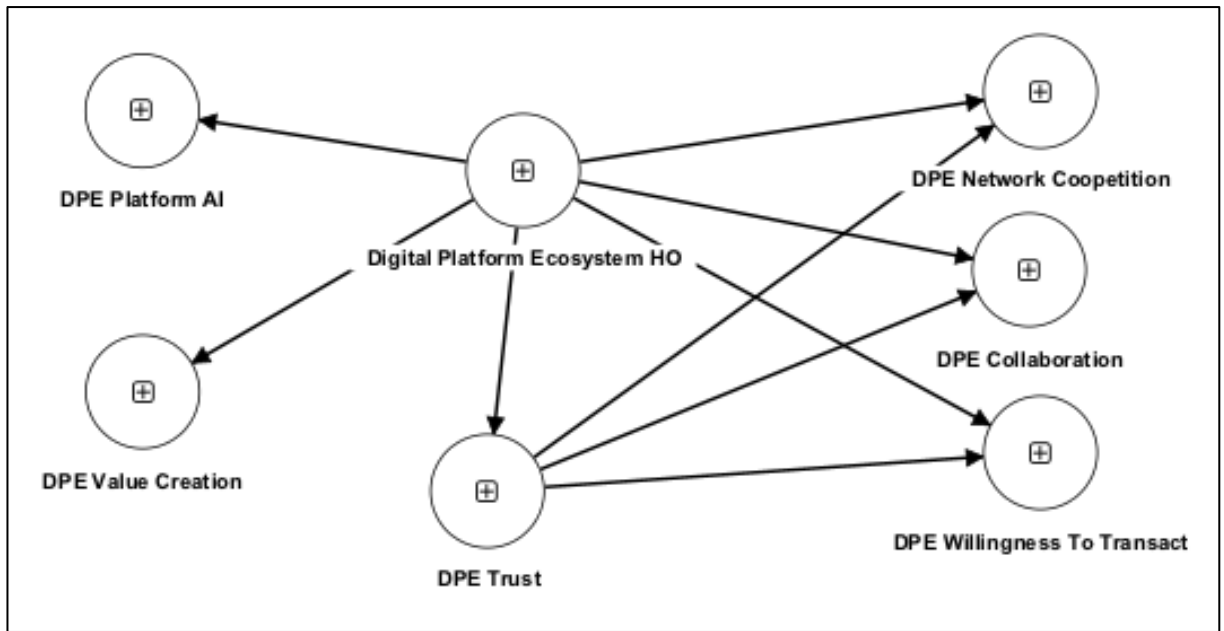 DPE Platform AI
Digital Platform Ecosystem HO
DPE Network Coopetition
DPE Collaboration
DPE Value Creation
DPE Trust
DPE Willingness To Transact